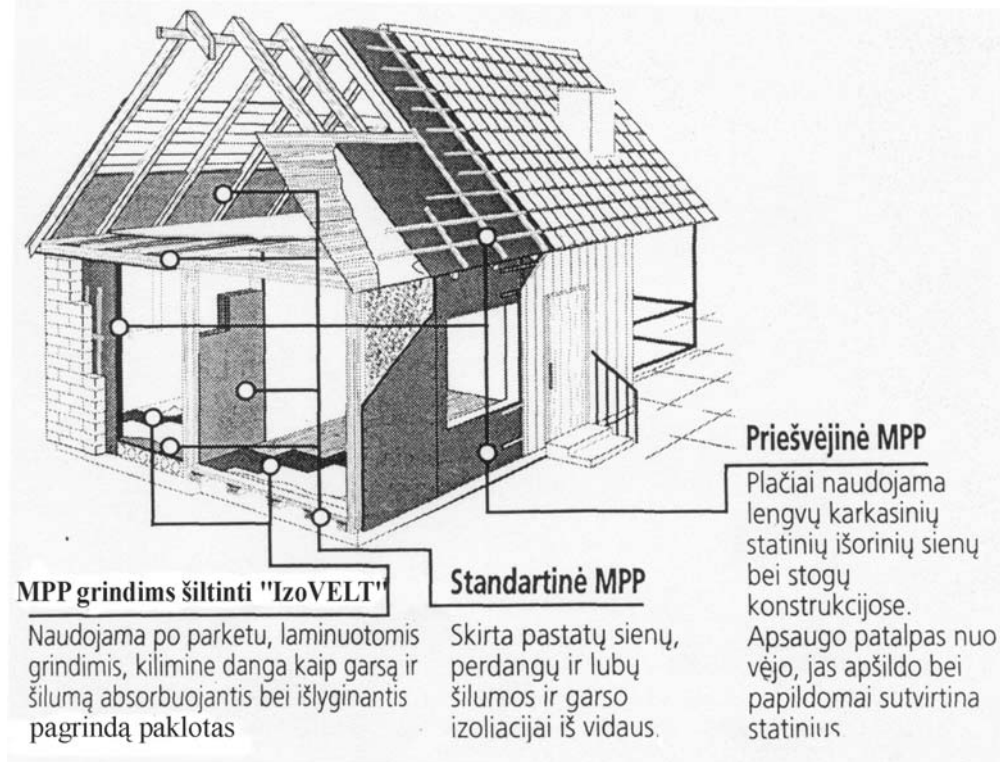 MPP grindims šiltinti "IzoVELT"
Naudojama po parketu, laminuotomis
grindimis, kilimine danga kaip garsą ir
šilumą absorbuojantis bei išlyginantis
pagrindą paklotas
Standartinė MPP
Skirta pastatų sienų,
perdangų ir lubų
šilumos ir garso
izoliacijai iš vidaus.
Priešvėjinė MPP
Plačiai naudojama
lengvų karkasinių
statinių išorinių sienų
bei stogų
konstrukcijose.
Apsaugo patalpas nuo
vėjo, jas apšildo bei
papildomai sutvirtina
statinius